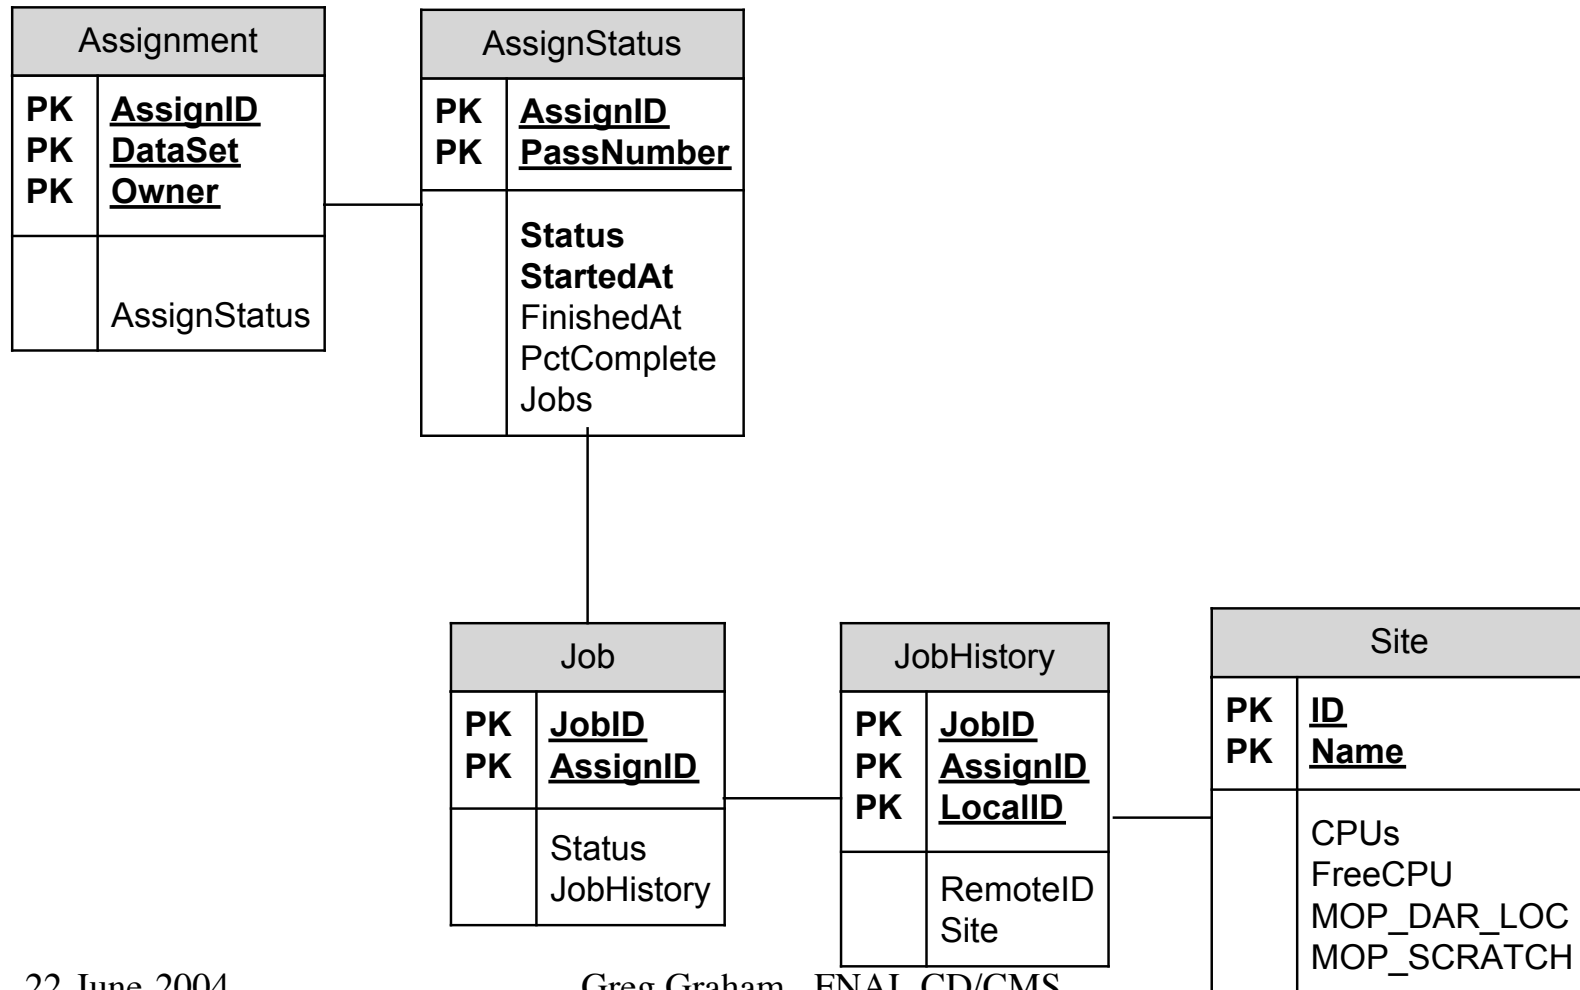 Assignment
PK AssignID
PK DataSet
PK Owner
AssignStatus
AssignStatus
PK AssignID
PK PassNumber
Status
StartedAt
FinishedAt
PctComplete
Jobs
Job
PK JobID
PK AssignID
Status
JobHistory
JobHistory
PK JobID
PK AssignID
PK LocalID
RemoteID
Site
Site
PK ID
PK Name
CPUs
FreeCPU
MOP_DAR_LOC
MOP_SCRATCH
22 June 2004
Greg Graham FNAL CD/CMS